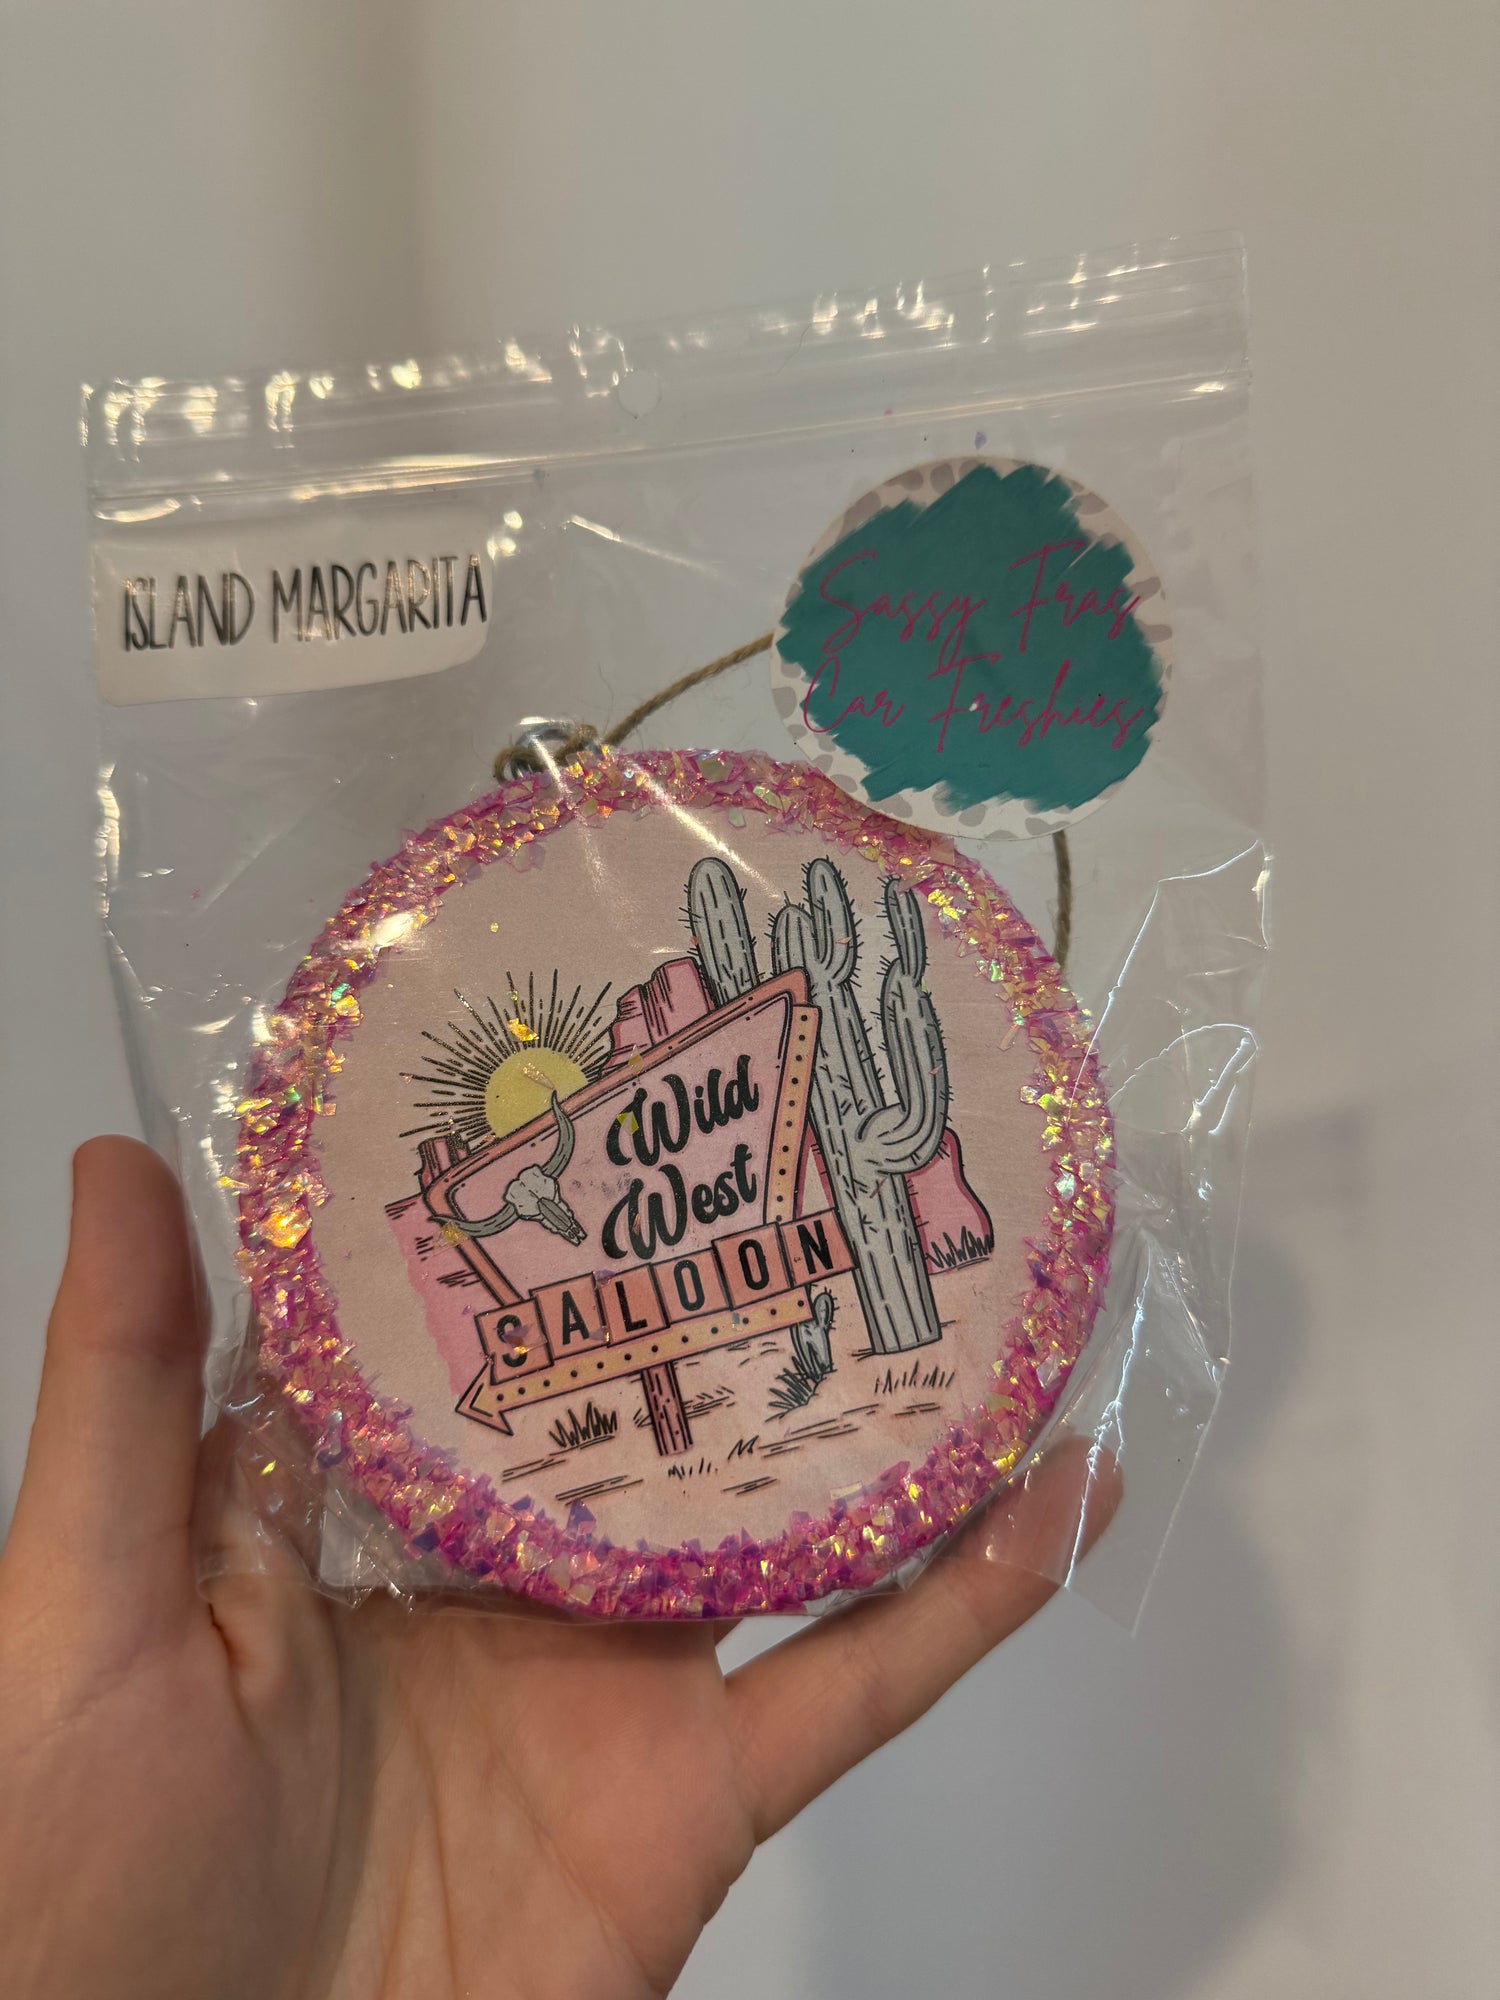 ISLAND MARGARITA
Sassy Fras
Car Freshies
Wild
West
SALOON